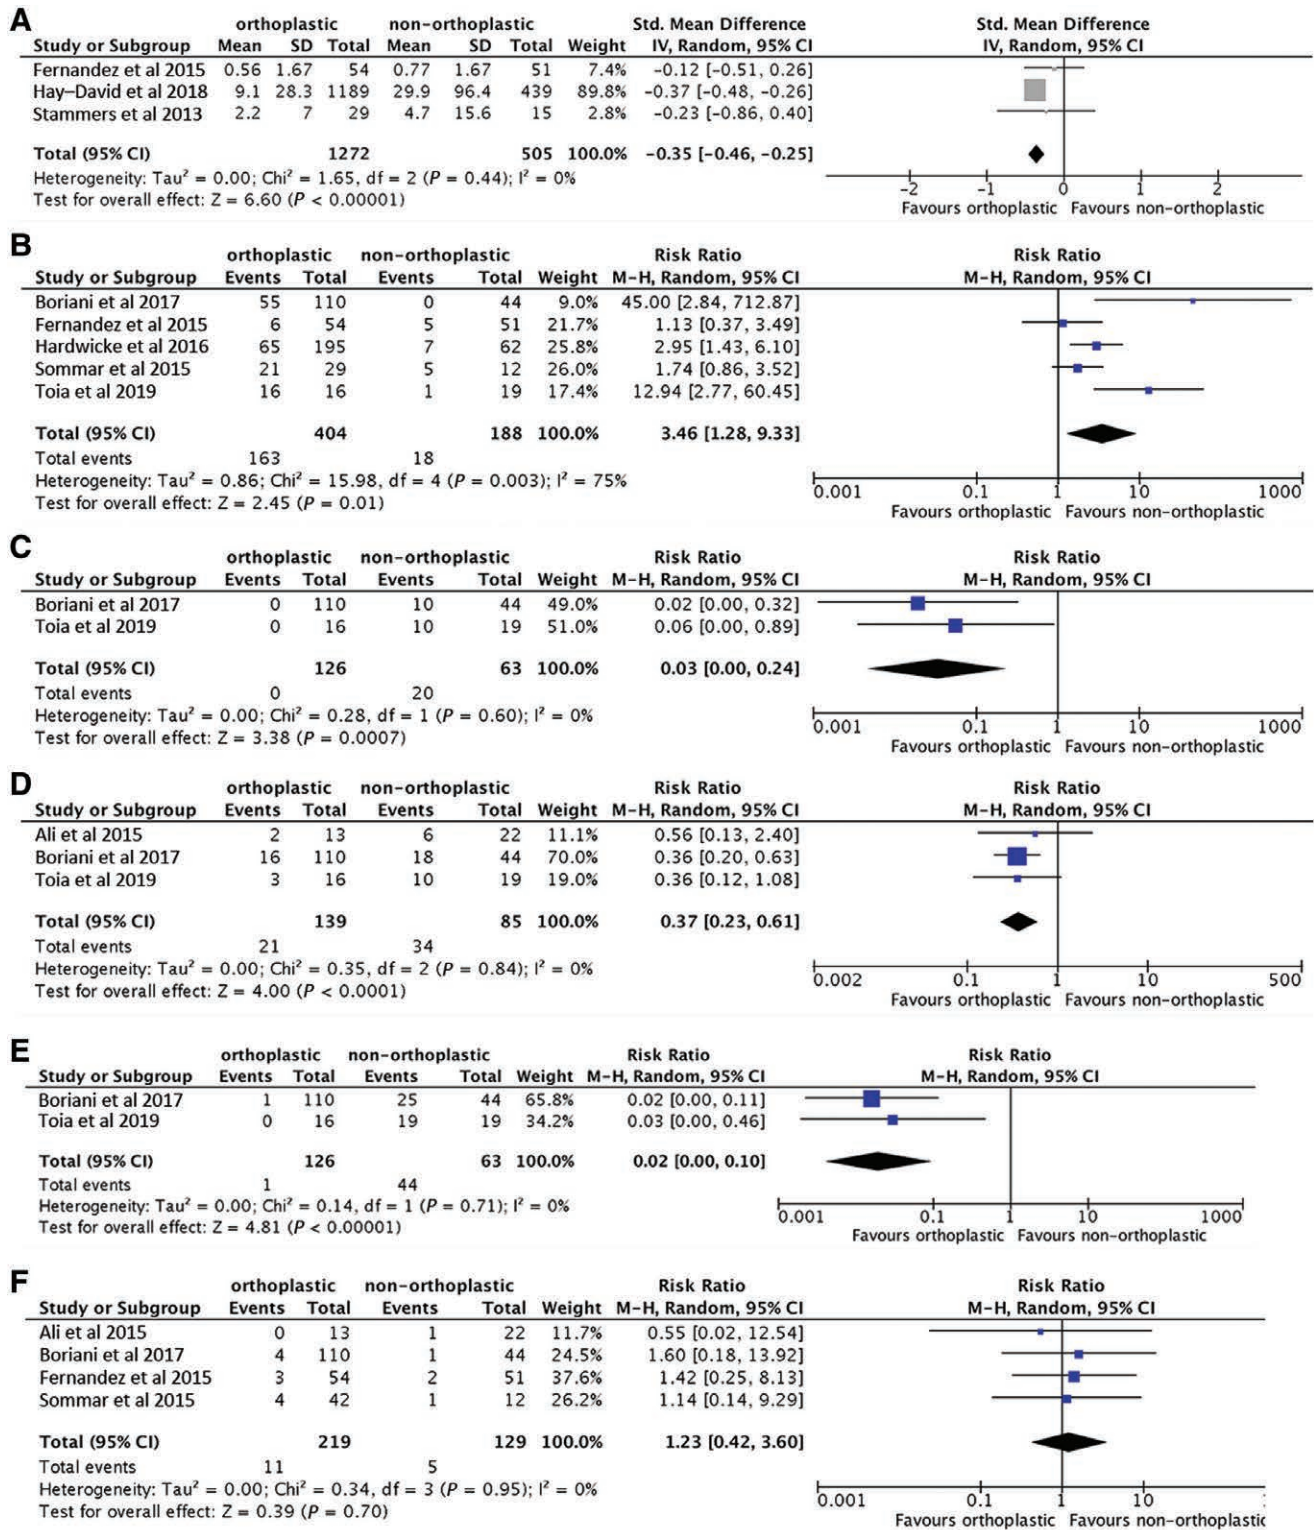 A
orthoplastic non-orthoplastic Std. Mean Difference Std. Mean Difference
Study or Subgroup Mean SD Total Mean SD Total Weight IV, Random, 95% CI IV, Random, 95% CI
Fernandez et al 2015 0.56 1.67 54 0.77 1.67 51 7.4% −0.12 [−0.51, 0.26]
Hay−David et al 2018 9.1 28.3 1189 29.9 96.4 439 89.8% −0.37 [−0.48, −0.26]
Stammers et al 2013 2.2 7 29 4.7 15.6 15 2.8% −0.23 [−0.86, 0.40]
Total (95% CI) 1272 505 100.0% −0.35 [−0.46, −0.25]
Heterogeneity: Tau² = 0.00; Chi² = 1.65, df = 2 (P = 0.44); I² = 0%
Test for overall effect: Z = 6.60 (P < 0.00001)
−2 −1 0 1 2
Favours orthoplastic Favours non-orthoplastic
B
orthoplastic non-orthoplastic Risk Ratio Risk Ratio
Study or Subgroup Events Total Events Total Weight M−H, Random, 95% CI M−H, Random, 95% CI
Boriani et al 2017 55 110 0 44 9.0% 45.00 [2.84, 712.87]
Fernandez et al 2015 6 54 5 51 21.7% 1.13 [0.37, 3.49]
Hardwicke et al 2016 65 195 7 62 25.8% 2.95 [1.43, 6.10]
Sommar et al 2015 21 29 5 12 26.0% 1.74 [0.86, 3.52]
Toia et al 2019 16 16 1 19 17.4% 12.94 [2.77, 60.45]
Total (95% CI) 404 188 100.0% 3.46 [1.28, 9.33]
Total events 163 18
Heterogeneity: Tau² = 0.86; Chi² = 15.98, df = 4 (P = 0.003); I² = 75%
Test for overall effect: Z = 2.45 (P = 0.01)
0.001 0.1 1 10 1000
Favours orthoplastic Favours non-orthoplastic
C
orthoplastic non-orthoplastic Risk Ratio Risk Ratio
Study or Subgroup Events Total Events Total Weight M−H, Random, 95% CI M−H, Random, 95% CI
Boriani et al 2017 0 110 10 44 49.0% 0.02 [0.00, 0.32]
Toia et al 2019 0 16 10 19 51.0% 0.06 [0.00, 0.89]
Total (95% CI) 126 63 100.0% 0.03 [0.00, 0.24]
Total events 0 20
Heterogeneity: Tau² = 0.00; Chi² = 0.28, df = 1 (P = 0.60); I² = 0%
Test for overall effect: Z = 3.38 (P = 0.0007)
0.001 0.1 1 10 1000
Favours orthoplastic Favours non-orthoplastic
D
orthoplastic non-orthoplastic Risk Ratio Risk Ratio
Study or Subgroup Events Total Events Total Weight M−H, Random, 95% CI M−H, Random, 95% CI
Ali et al 2015 2 13 6 22 11.1% 0.56 [0.13, 2.40]
Boriani et al 2017 16 110 18 44 70.0% 0.36 [0.20, 0.63]
Toia et al 2019 3 16 10 19 19.0% 0.36 [0.12, 1.08]
Total (95% CI) 139 85 100.0% 0.37 [0.23, 0.61]
Total events 21 34
Heterogeneity: Tau² = 0.00; Chi² = 0.35, df = 2 (P = 0.84); I² = 0%
Test for overall effect: Z = 4.00 (P < 0.0001)
0.002 0.1 1 10 500
Favours orthoplastic Favours non-orthoplastic
E
orthoplastic non-orthoplastic Risk Ratio Risk Ratio
Study or Subgroup Events Total Events Total Weight M−H, Random, 95% CI M−H, Random, 95% CI
Boriani et al 2017 1 110 25 44 65.8% 0.02 [0.00, 0.11]
Toia et al 2019 0 16 19 19 34.2% 0.03 [0.00, 0.46]
Total (95% CI) 126 63 100.0% 0.02 [0.00, 0.10]
Total events 1 44
Heterogeneity: Tau² = 0.00; Chi² = 0.14, df = 1 (P = 0.71); I² = 0%
Test for overall effect: Z = 4.81 (P < 0.00001)
0.001 0.1 1 10 1000
Favours orthoplastic Favours non-orthoplastic
F
orthoplastic non-orthoplastic Risk Ratio Risk Ratio
Study or Subgroup Events Total Events Total Weight M−H, Random, 95% CI M−H, Random, 95% CI
Ali et al 2015 0 13 1 22 11.7% 0.55 [0.02, 12.54]
Boriani et al 2017 4 110 1 44 24.5% 1.60 [0.18, 13.92]
Fernandez et al 2015 3 54 2 51 37.6% 1.42 [0.25, 8.13]
Sommar et al 2015 4 42 1 12 26.2% 1.14 [0.14, 9.29]
Total (95% CI) 219 129 100.0% 1.23 [0.42, 3.60]
Total events 11 5
Heterogeneity: Tau² = 0.00; Chi² = 0.34, df = 3 (P = 0.95); I² = 0%
Test for overall effect: Z = 0.39 (P = 0.70)
0.001 0.1 1 10
Favours orthoplastic Favours non-orthoplastic